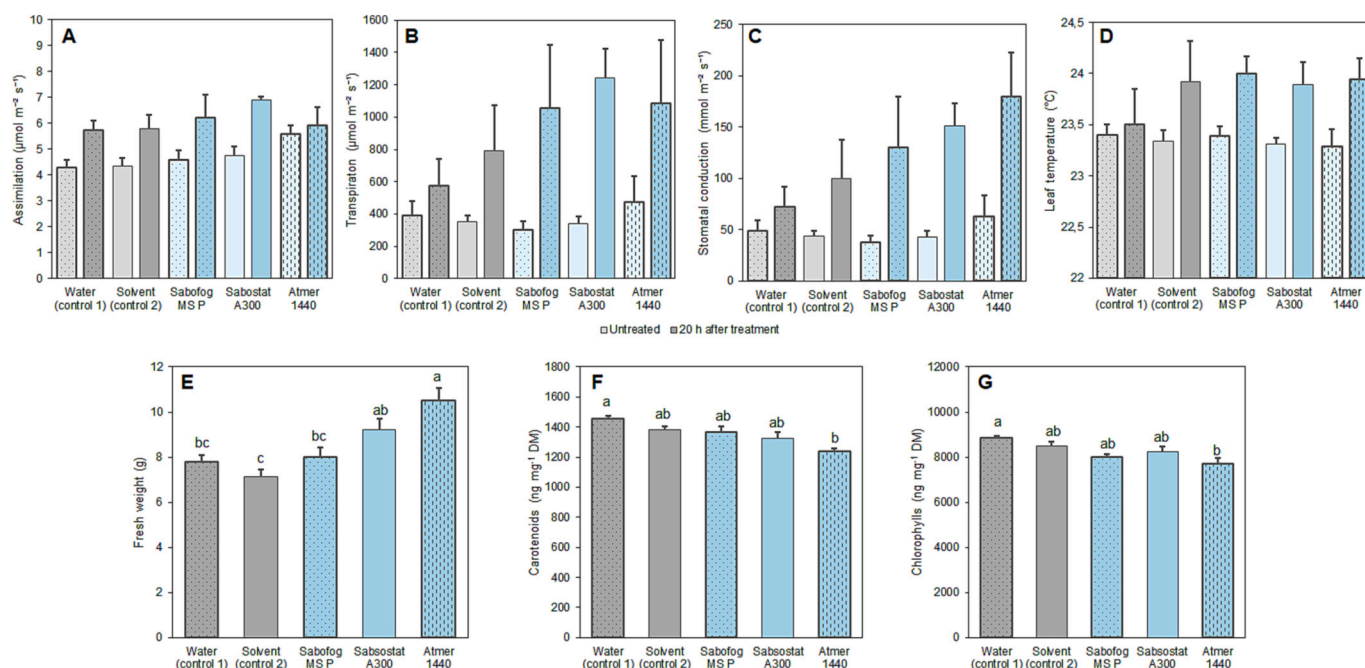 A
Assimilation (µmol m⁻² s⁻¹)
10
9
8
7
6
5
4
3
2
1
0
Water (control 1)
Solvent (control 2)
Sabofog MS P
Sabostat A300
Atmer 1440
B
Transpiraton (µmol m⁻² s⁻¹)
1600
1400
1200
1000
800
600
400
200
0
Water (control 1)
Solvent (control 2)
Sabofog MS P
Sabostat A300
Atmer 1440
C
Stomatal conduction (mmol m⁻² s⁻¹)
250
200
150
100
50
0
Water (control 1)
Solvent (control 2)
Sabofog MS P
Sabostat A300
Atmer 1440
D
Leaf temperature (°C)
24,5
24
23,5
23
22,5
22
Water (control 1)
Solvent (control 2)
Sabofog MS P
Sabostat A300
Atmer 1440
Untreated 20 h after treatment
E
Fresh weight (g)
12
10
8
6
4
2
0
bc
c
bc
ab
a
Water (control 1)
Solvent (control 2)
Sabofog MS P
Sabsostat A300
Atmer 1440
F
Carotenoids (ng mg⁻¹ DM)
1800
1600
1400
1200
1000
800
600
400
200
0
a
ab
ab
ab
b
Water (control 1)
Solvent (control 2)
Sabofog MS P
Sabsostat A300
Atmer 1440
G
Chlorophylls (ng mg⁻¹ DM)
12000
10000
8000
6000
4000
2000
0
a
ab
ab
ab
b
Water (control 1)
Solvent (control 2)
Sabofog MS P
Sabsostat A300
Atmer 1440